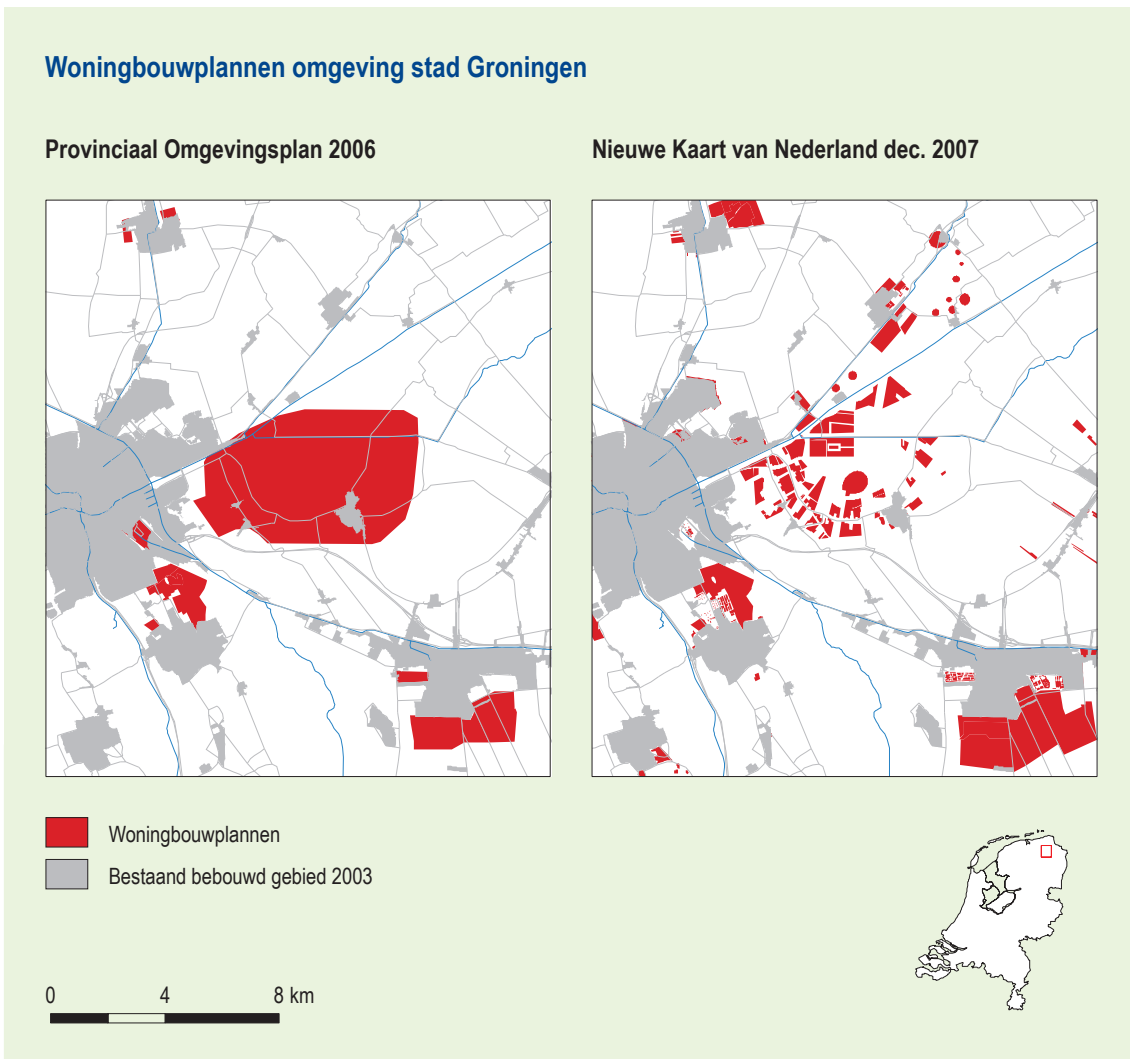 Woningbouwplannen omgeving stad Groningen
Provinciaal Omgevingsplan 2006
Nieuwe Kaart van Nederland dec. 2007
Woningbouwplannen
Bestaand bebouwd gebied 2003
0 4 8 km